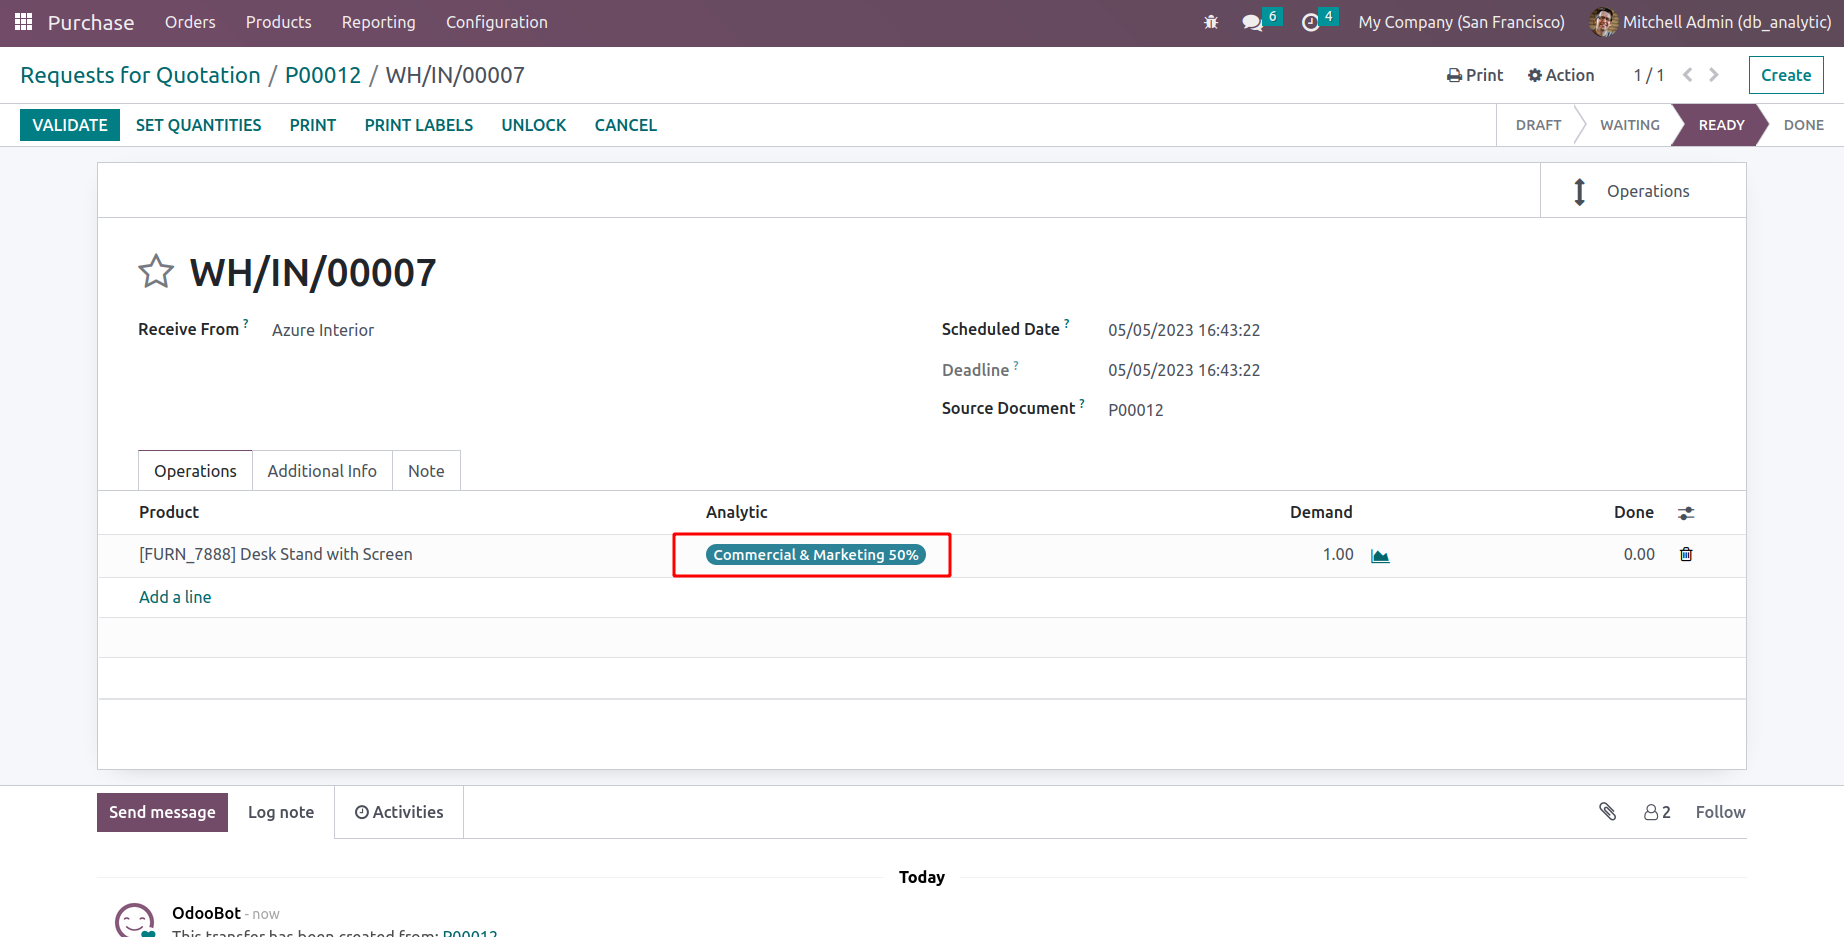 Purchase Orders Products Reporting Configuration 6 4 My Company (San Francisco) Mitchell Admin (db_analytic)
Requests for Quotation / P00012 / WH/IN/00007 Print Action 1 / 1 Create
VALIDATE SET QUANTITIES PRINT PRINT LABELS UNLOCK CANCEL DRAFT WAITING READY DONE
Operations
WH/IN/00007
Receive From ? Azure Interior Scheduled Date ? 05/05/2023 16:43:22
Deadline ? 05/05/2023 16:43:22
Source Document ? P00012
Operations Additional Info Note
Product Analytic Demand Done
[FURN_7888] Desk Stand with Screen Commercial & Marketing 50% 1.00 0.00
Add a line
Send message Log note Activities 2 Follow
Today
OdooBot - now
This transfer has been created from: P00012